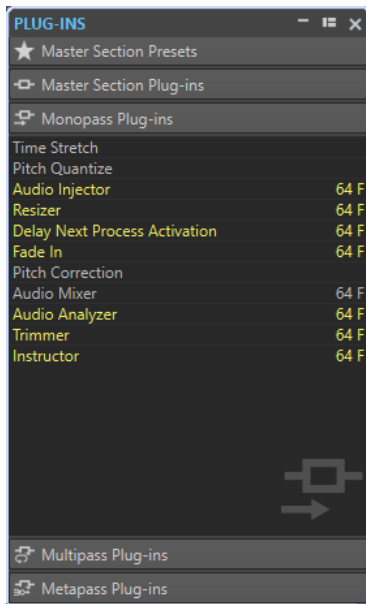 PLUG-INS
Master Section Presets
Master Section Plug-ins
Monopass Plug-ins
Time Stretch
Pitch Quantize
Audio Injector 64 F
Resizer 64 F
Delay Next Process Activation 64 F
Fade In 64 F
Pitch Correction
Audio Mixer 64 F
Audio Analyzer 64 F
Trimmer 64 F
Instructor 64 F
Multipass Plug-ins
Metapass Plug-ins